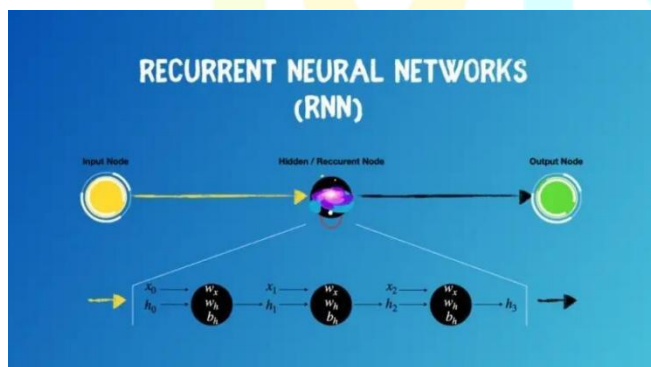 RECURRENT NEURAL NETWORKS
(RNN)
Input Node
Hidden / Reccurent Node
Output Node
x₀ wₓ x₁ wₓ x₂ wₓ
h₀ wₕ h₁ wₕ h₂ wₕ h₃
bₕ bₕ bₕ